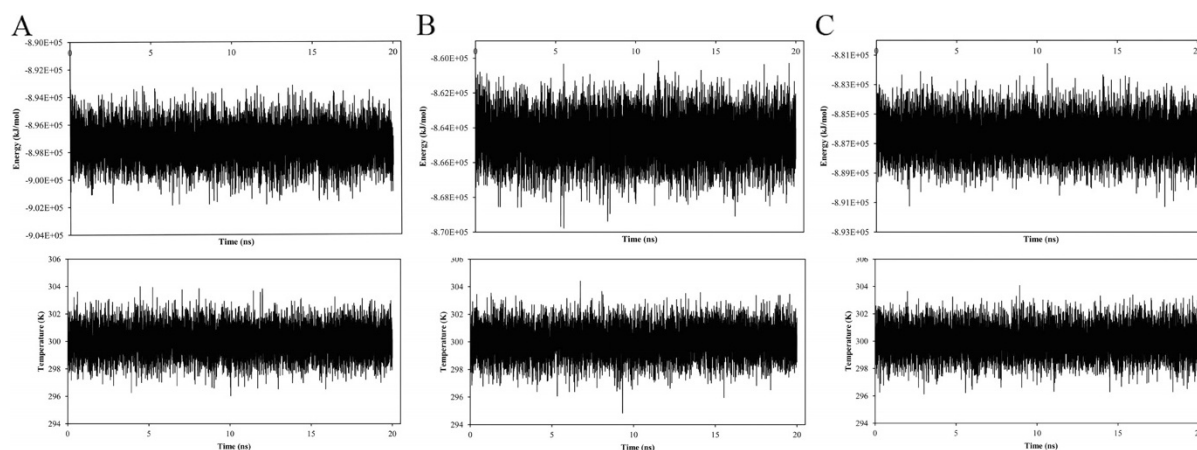 A
-8.90E+05
-8.92E+05
-8.94E+05
-8.96E+05
-8.98E+05
-9.00E+05
-9.02E+05
-9.04E+05
Energy (kJ/mol)
0 5 10 15 20
Time (ns)
B
-8.60E+05
-8.62E+05
-8.64E+05
-8.66E+05
-8.68E+05
-8.70E+05
Energy (kJ/mol)
0 5 10 15 20
Time (ns)
C
-8.81E+05
-8.83E+05
-8.85E+05
-8.87E+05
-8.89E+05
-8.91E+05
-8.93E+05
Energy (kJ/mol)
0 5 10 15 20
Time (ns)
306
304
302
300
298
296
294
Temperature (K)
0 5 10 15 20
Time (ns)
306
304
302
300
298
296
294
Temperature (K)
0 5 10 15 20
Time (ns)
306
304
302
300
298
296
294
Temperature (K)
0 5 10 15 20
Time (ns)